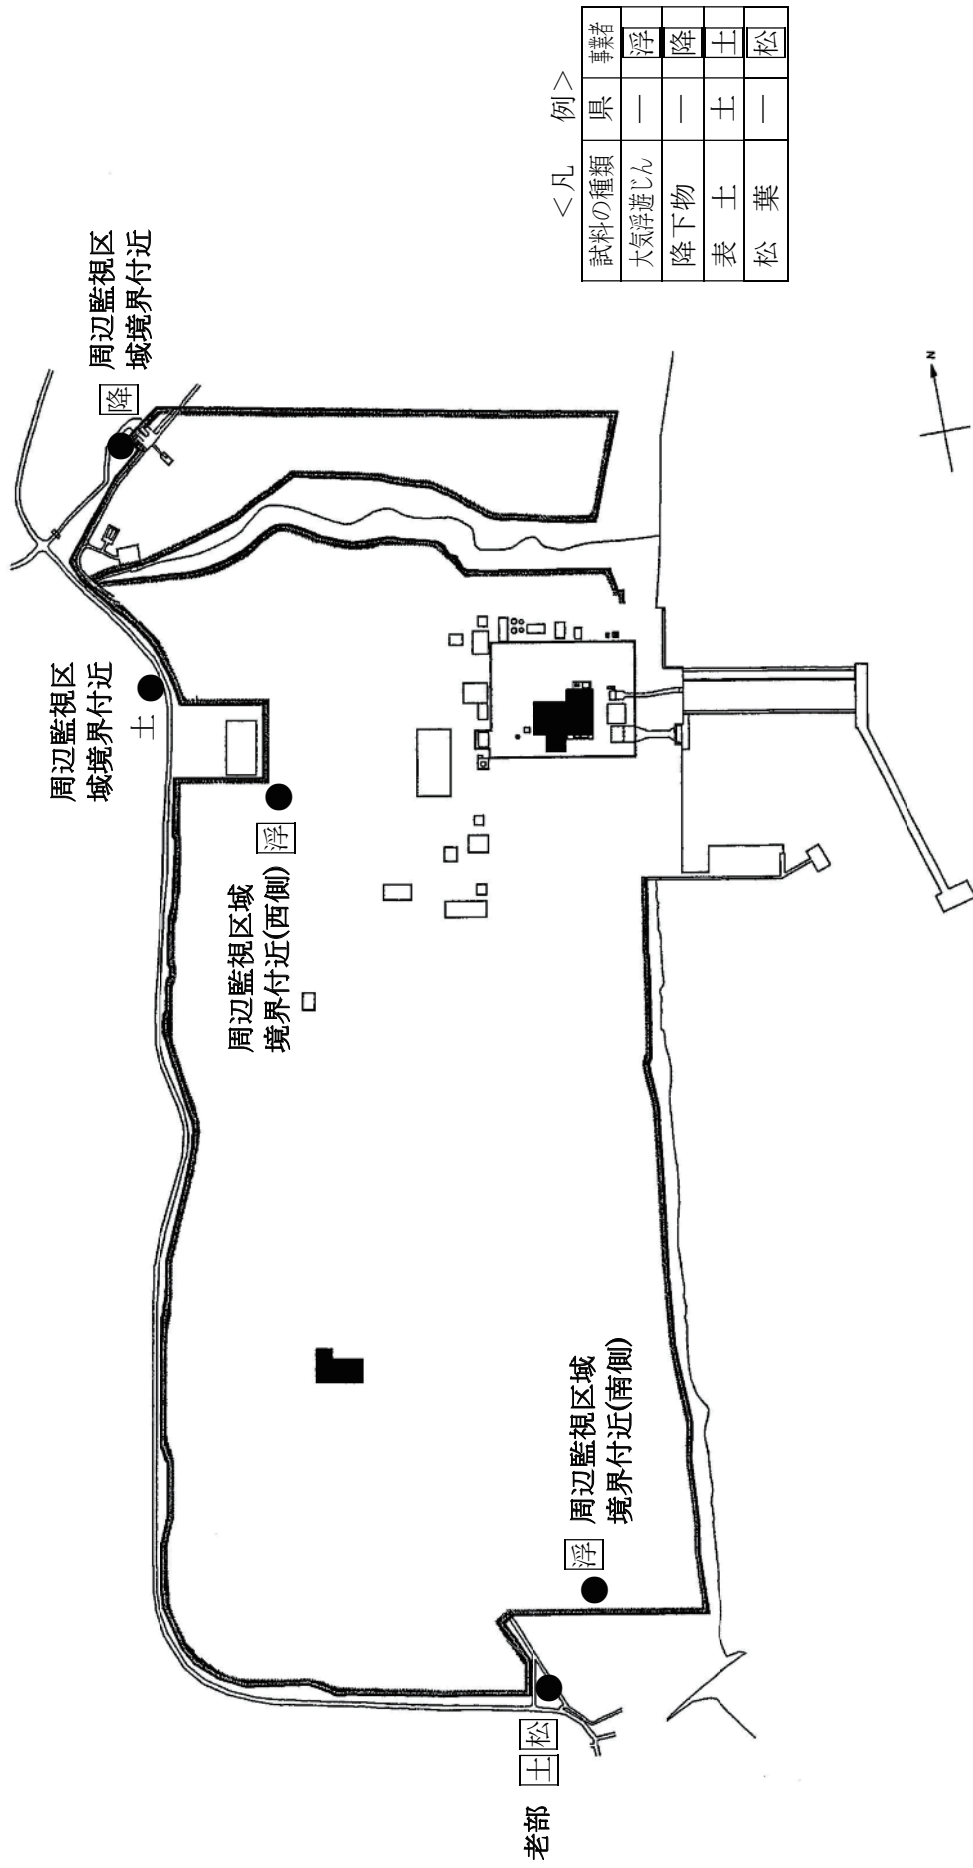 老部
土 松
浮
周辺監視区域
境界付近(南側)
周辺監視区域
境界付近(西側)
浮
周辺監視区
域境界付近
土
周辺監視区
域境界付近
降
<凡 例>
試料の種類 県 事業者
大気浮遊じん — 浮
降下物 — 降
表 土 土 土
松 葉 — 松
N